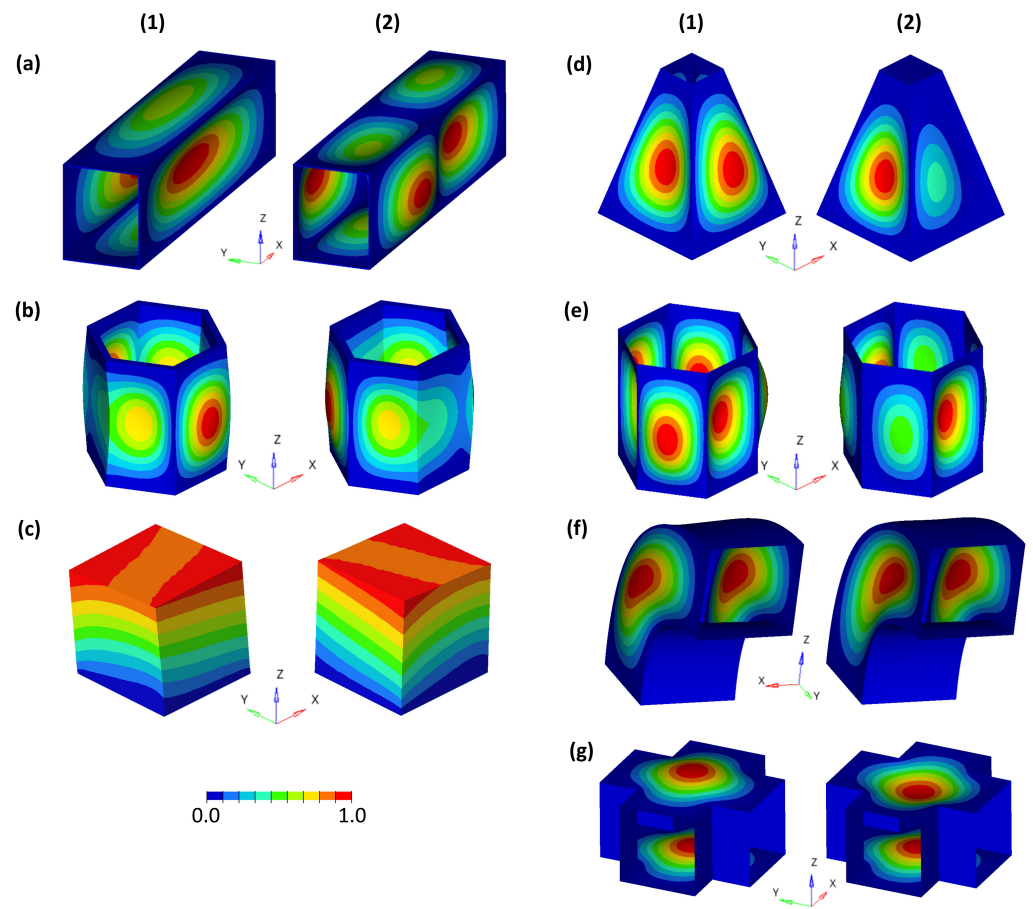 (1) (2) (1) (2)
(a) (d)
Z Y X Z Y X
(b) (e)
Z Y X Z Y X
(c) (f)
Z Y X Z X Y
(g)
0.0 1.0
Z Y X